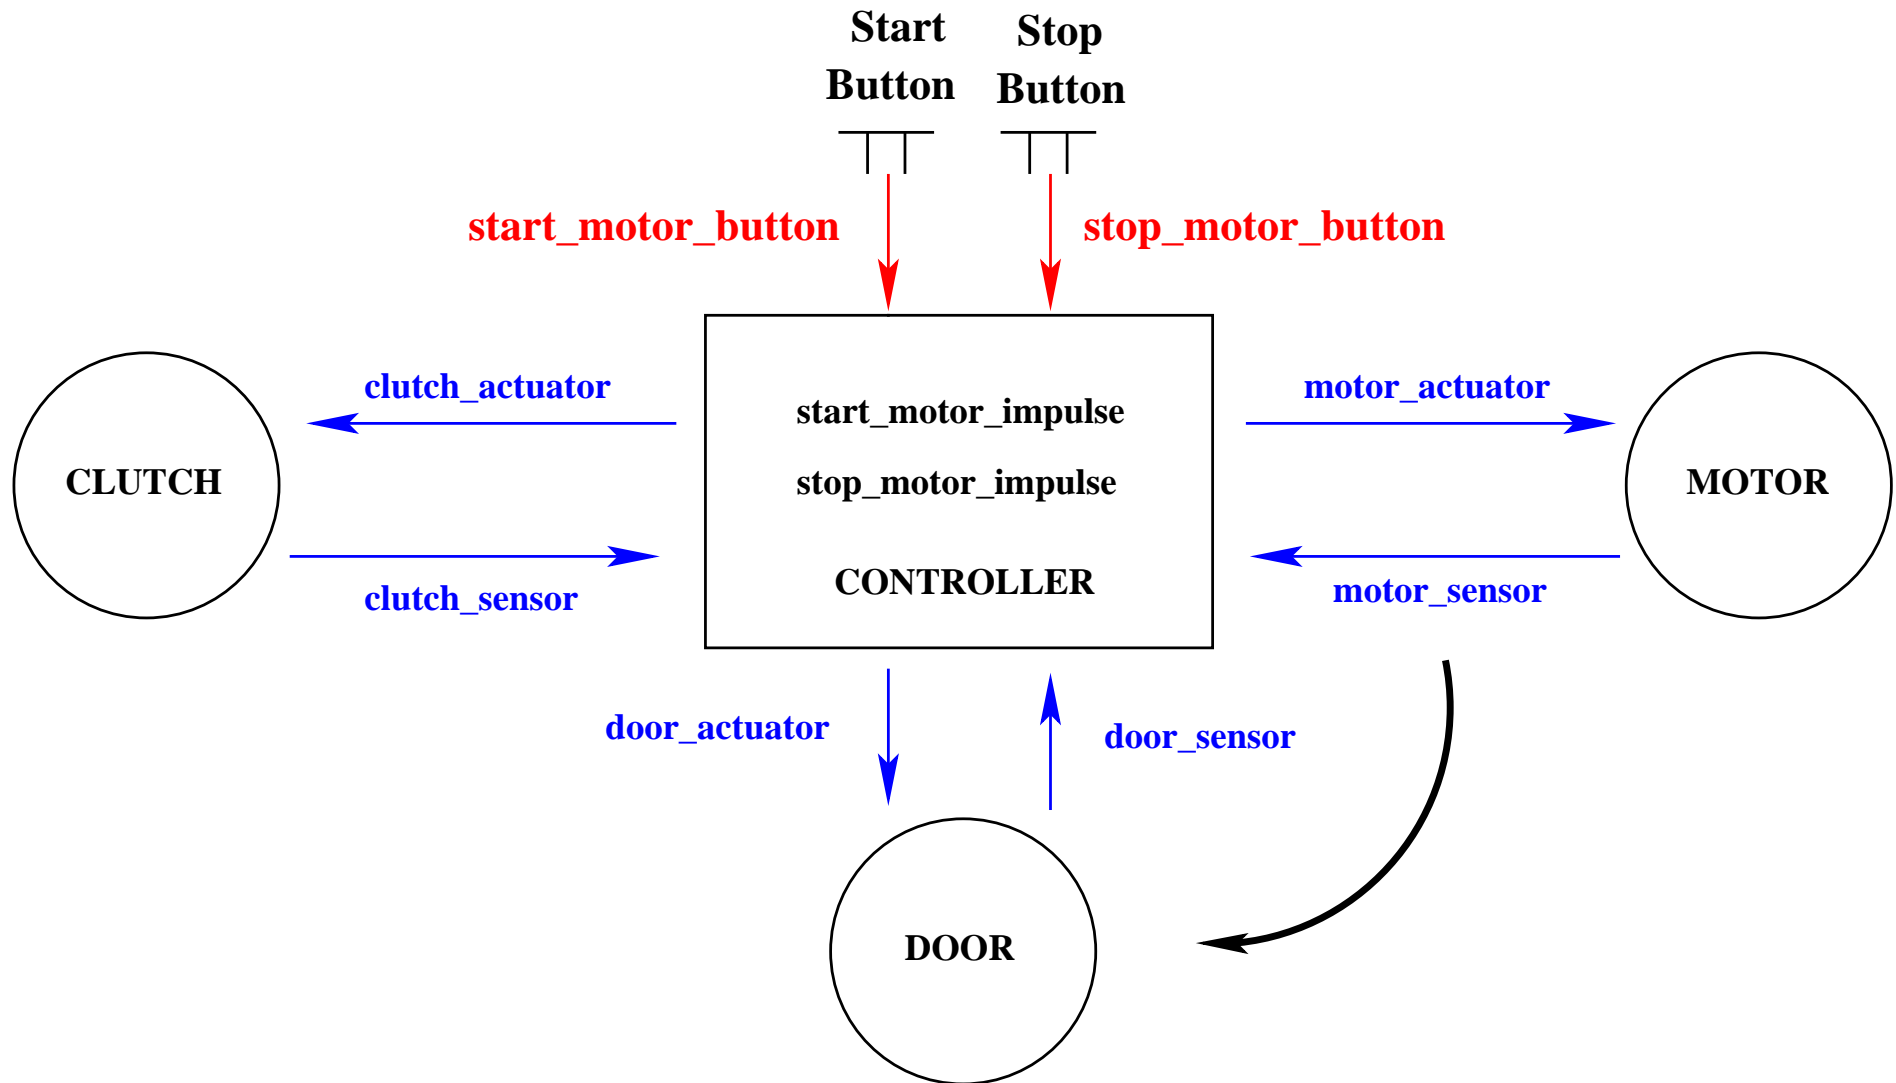 Start
Button
Stop
Button
start_motor_button
stop_motor_button
clutch_actuator
motor_actuator
start_motor_impulse
CLUTCH
stop_motor_impulse
MOTOR
CONTROLLER
clutch_sensor
motor_sensor
door_actuator
door_sensor
DOOR